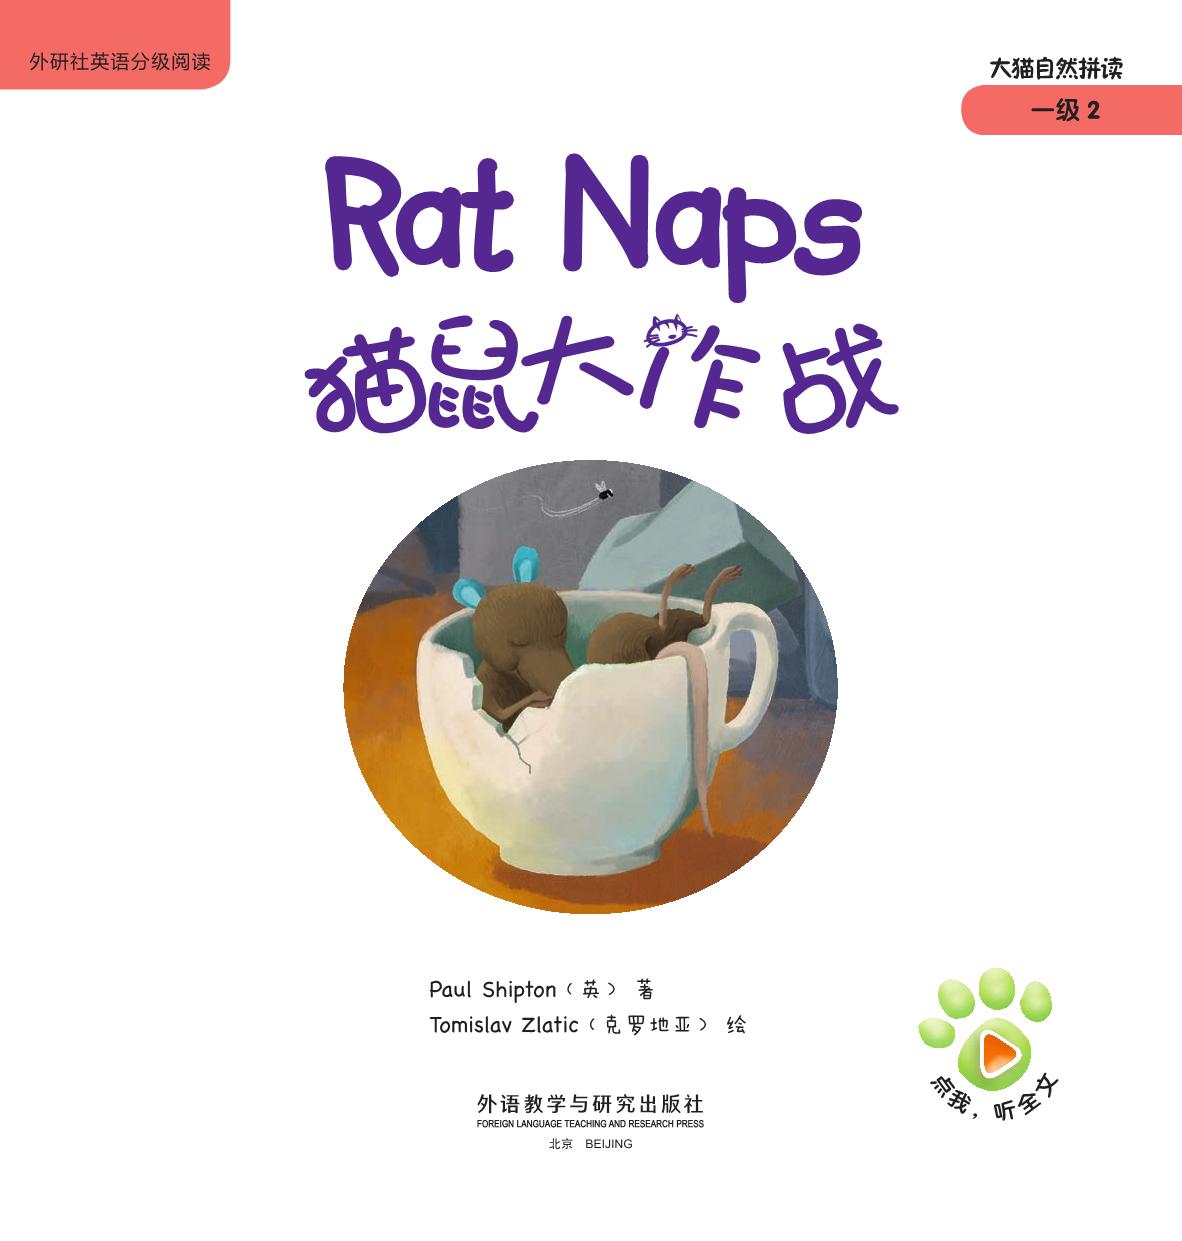 外研社英语分级阅读
大猫自然拼读
一级 2
Rat Naps
猫鼠大作战
Paul Shipton（英） 著
Tomislav Zlatic（克罗地亚） 绘
点我，听全文
外语教学与研究出版社
FOREIGN LANGUAGE TEACHING AND RESEARCH PRESS
北京 BEIJING